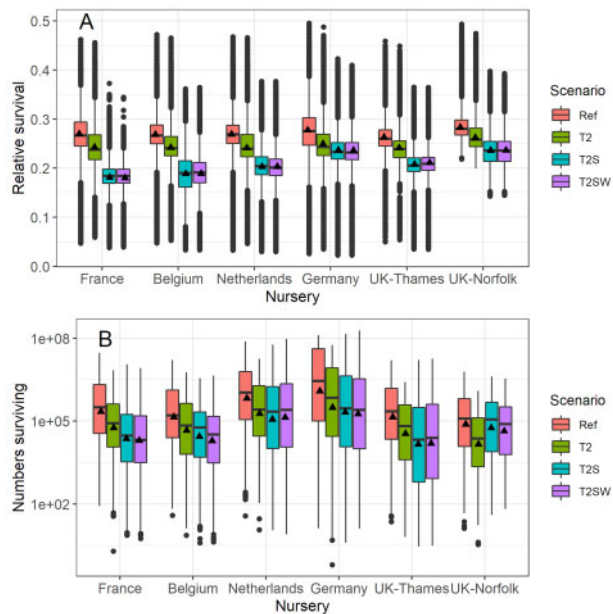 A
0.5
0.4
0.3
0.2
0.1
0.0
Relative survival
France Belgium Netherlands Germany UK-Thames UK-Norfolk
Nursery
Scenario
Ref
T2
T2S
T2SW
B
1e+08
1e+05
1e+02
Numbers surviving
France Belgium Netherlands Germany UK-Thames UK-Norfolk
Nursery
Scenario
Ref
T2
T2S
T2SW